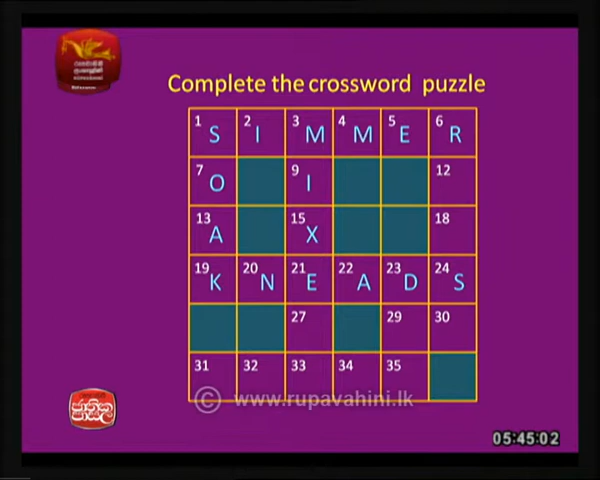 Complete the crossword puzzle
1 S 2 I 3 M 4 M 5 E 6 R
7 O 9 I 12
13 A 15 X 18
19 K 20 N 21 E 22 A 23 D 24 S
27 29 30
31 32 33 34 35
© www.rupavahini.lk
ජාතික
පාසල
05:45:02